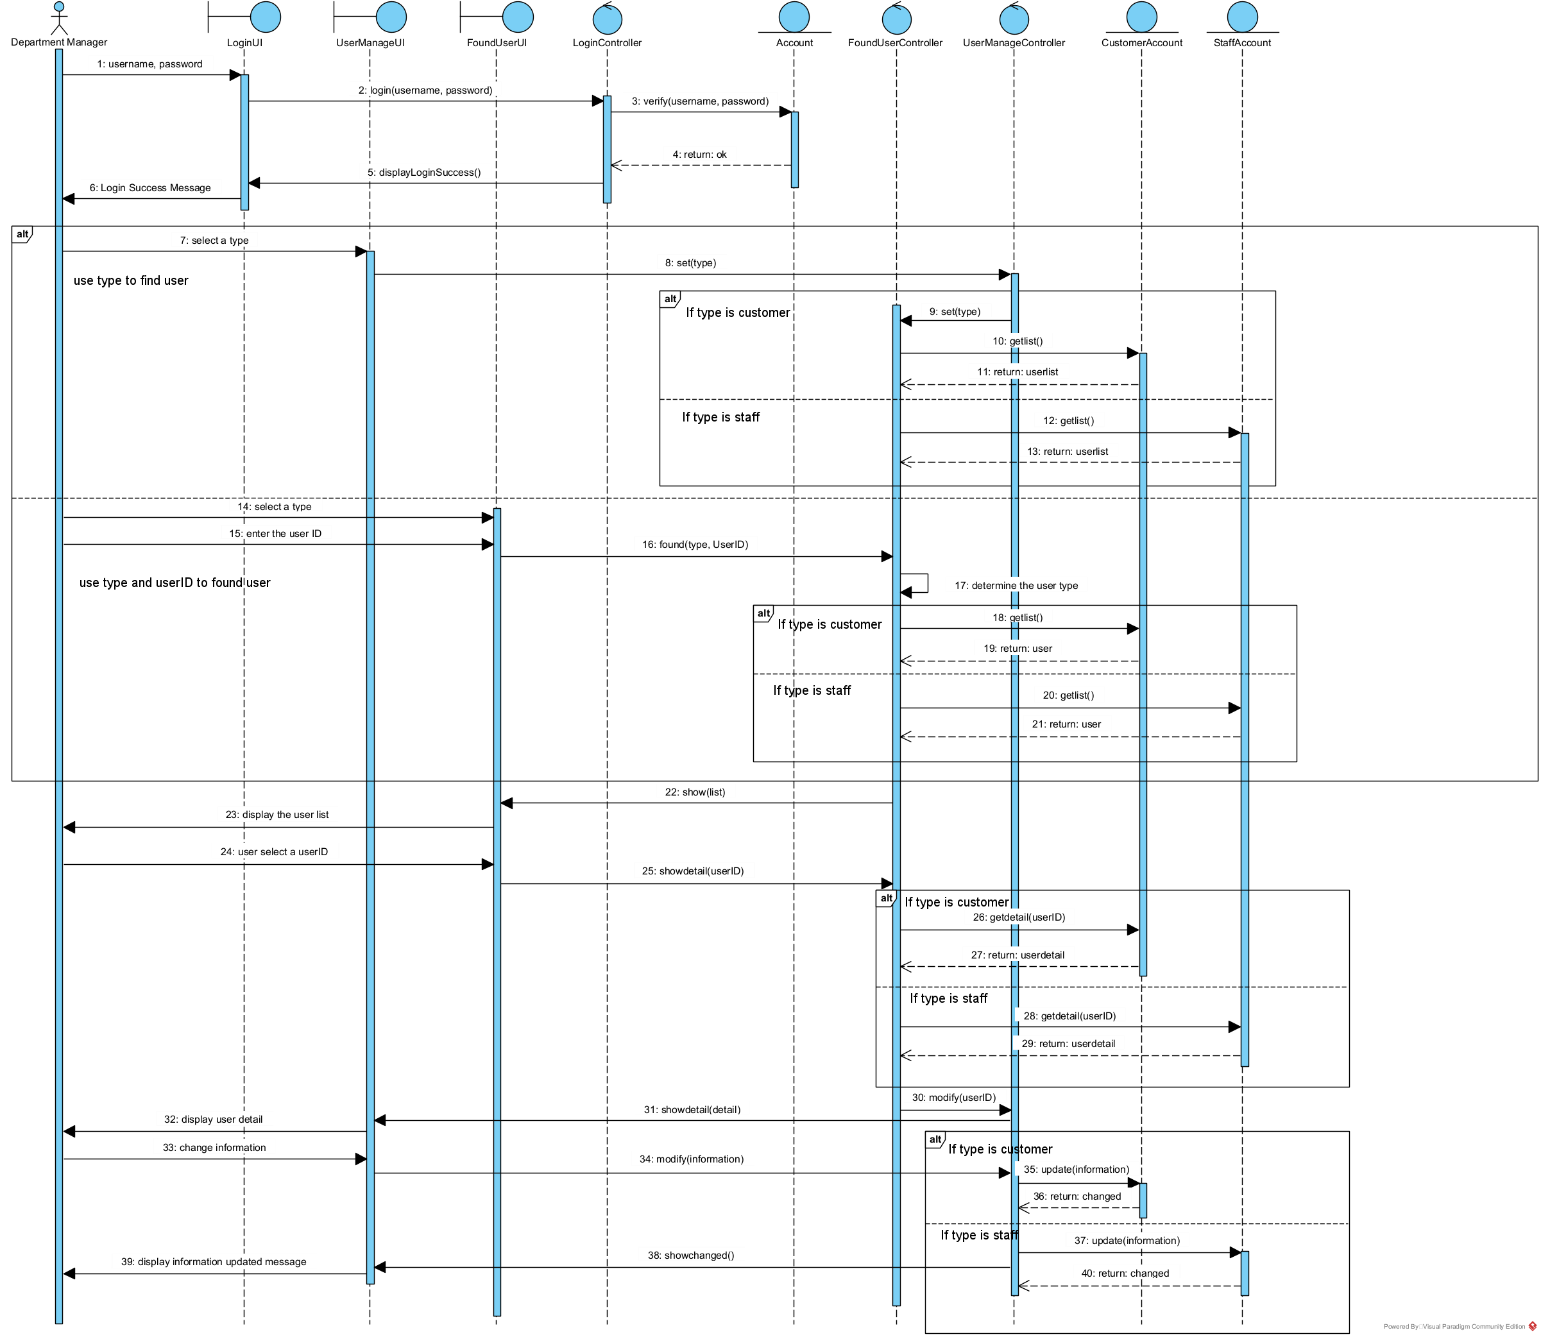 Department Manager
LoginUI
UserManageUI
FoundUserUI
LoginController
Account
FoundUserController
UserManageController
CustomerAccount
StaffAccount
1: username, password
2: login(username, password)
3: verify(username, password)
4: return: ok
5: displayLoginSuccess()
6: Login Success Message
alt
7: select a type
use type to find user
8: set(type)
alt
If type is customer
9: set(type)
10: getlist()
11: return: userlist
If type is staff
12: getlist()
13: return: userlist
14: select a type
15: enter the user ID
16: found(type, UserID)
use type and userID to found user
17: determine the user type
alt
If type is customer
18: getlist()
19: return: user
If type is staff
20: getlist()
21: return: user
22: show(list)
23: display the user list
24: user select a userID
25: showdetail(userID)
alt
If type is customer
26: getdetail(userID)
27: return: userdetail
If type is staff
28: getdetail(userID)
29: return: userdetail
30: modify(userID)
31: showdetail(detail)
32: display user detail
33: change information
alt
If type is customer
34: modify(information)
35: update(information)
36: return: changed
If type is staff
37: update(information)
38: showchanged()
39: display information updated message
40: return: changed
Powered By: Visual Paradigm Community Edition